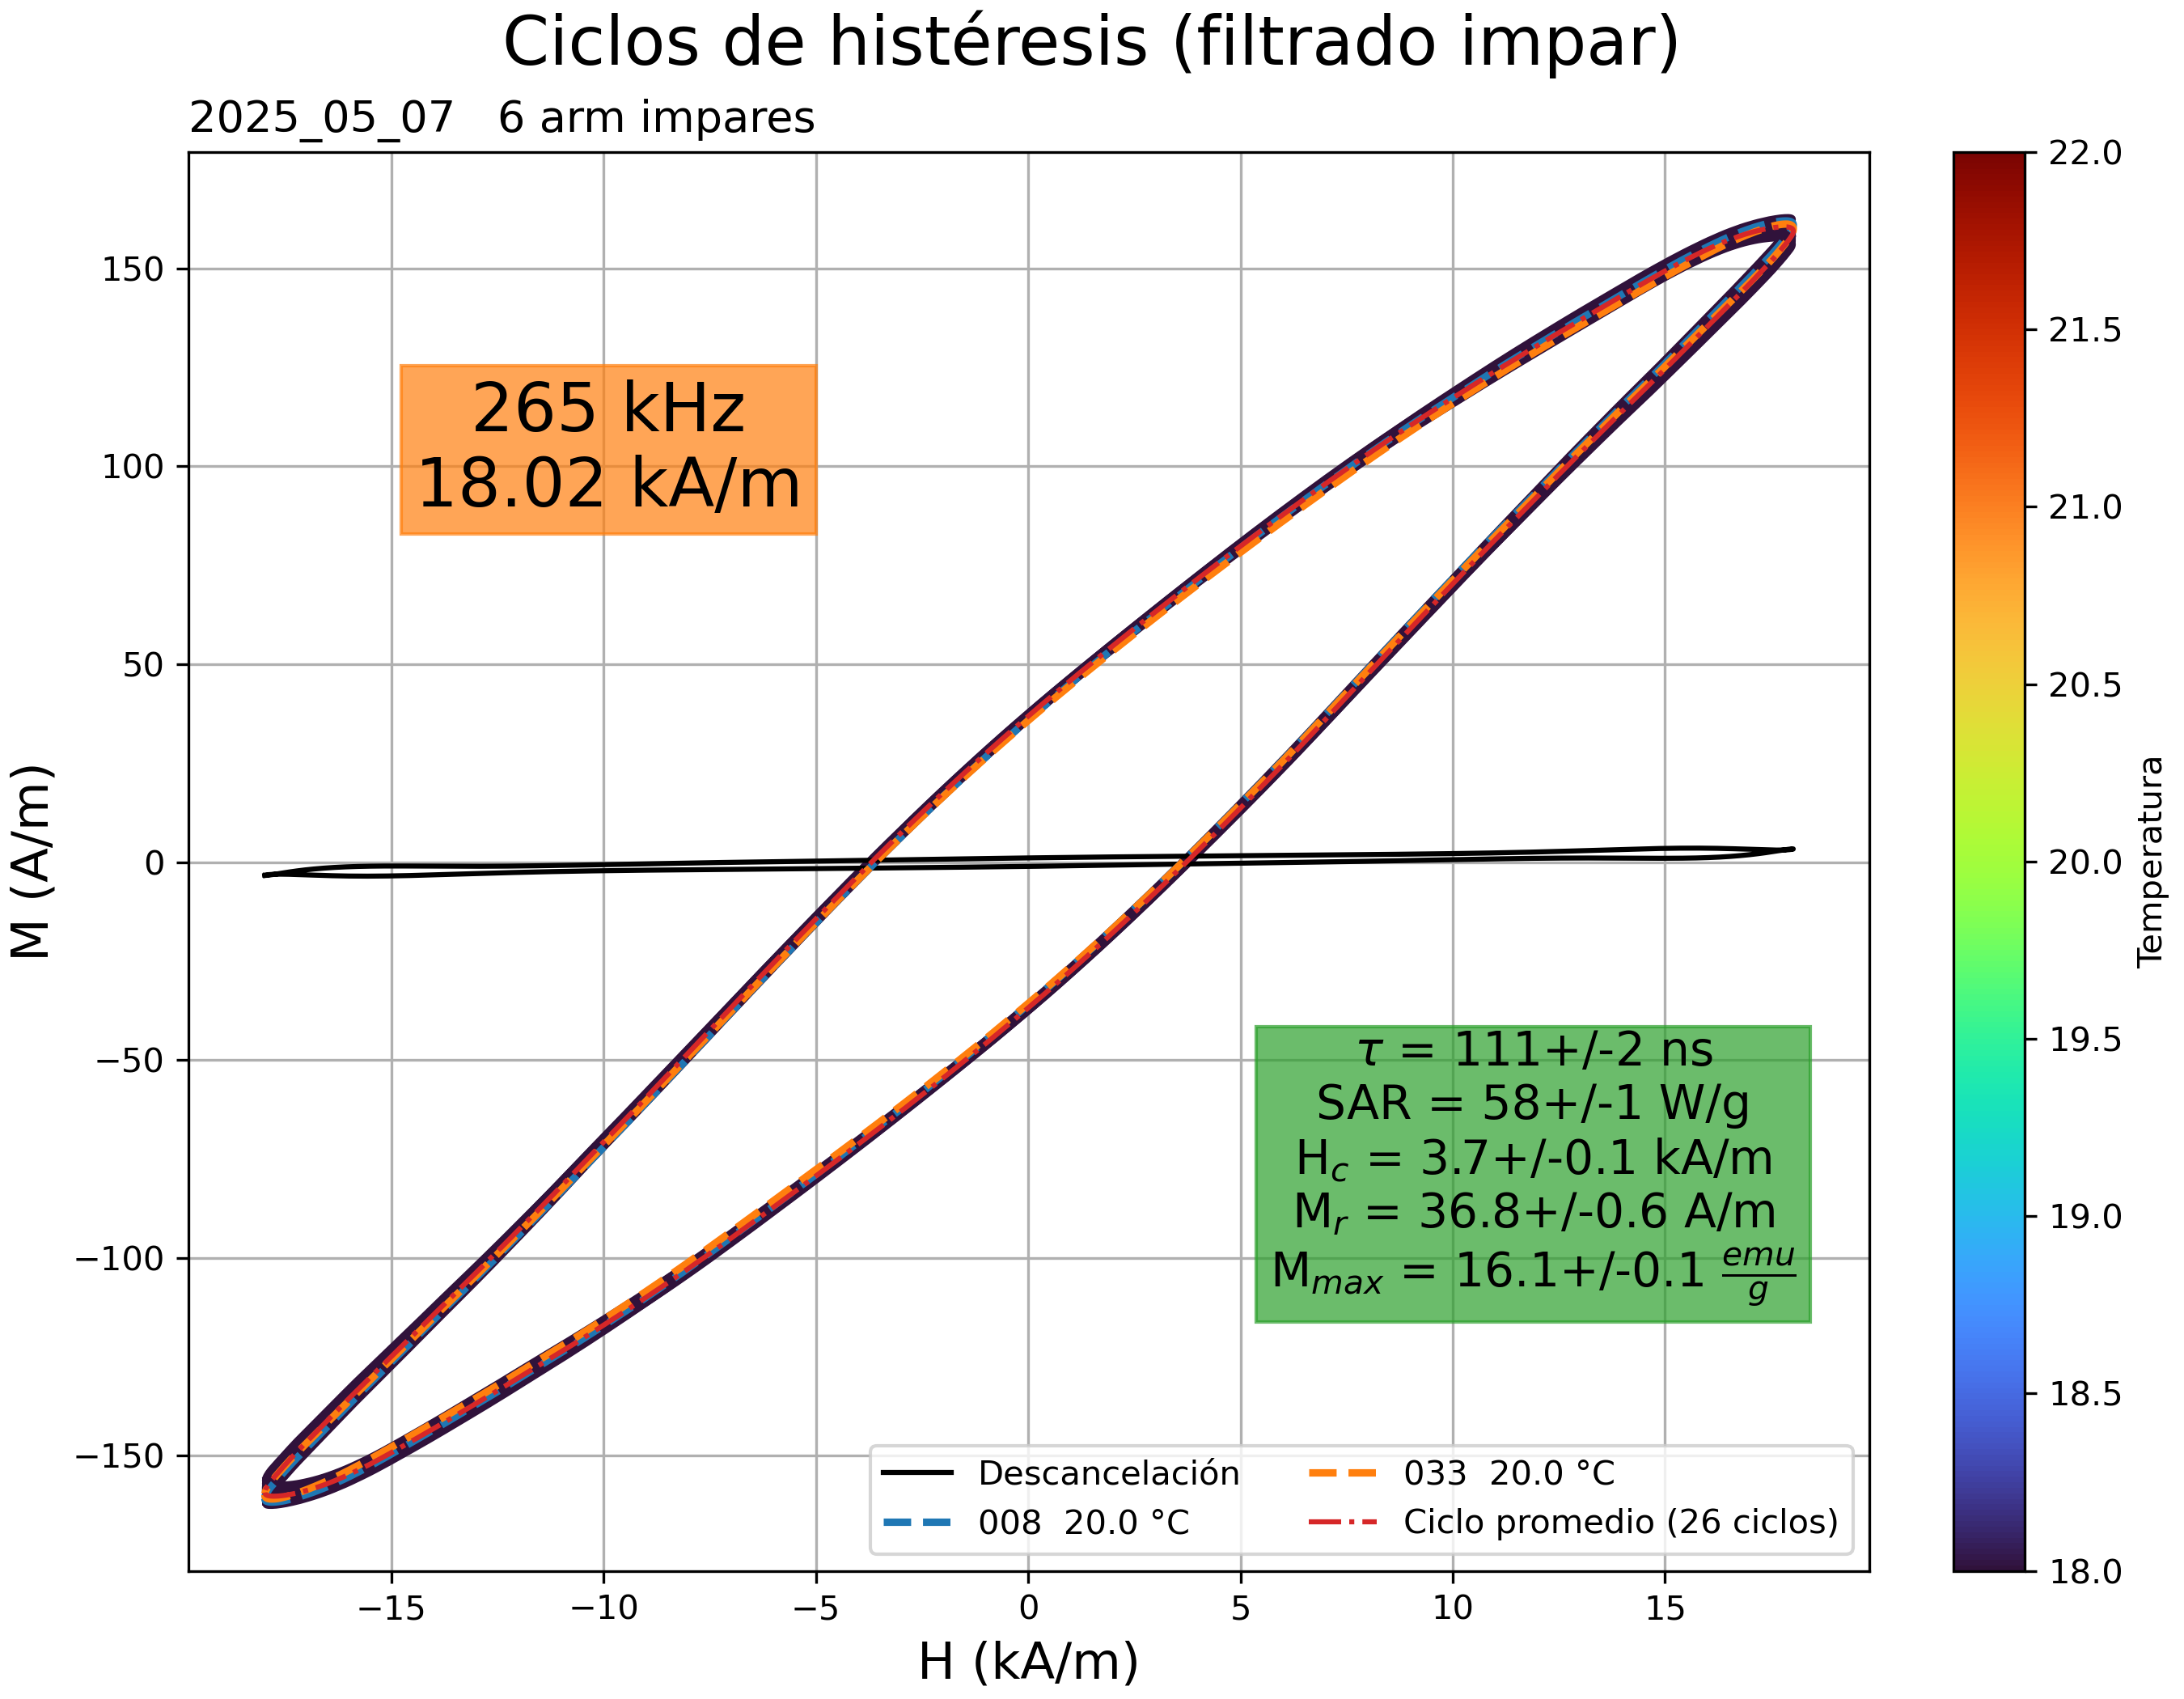 Ciclos de histéresis (filtrado impar)
2025_05_07   6 arm impares
265 kHz
18.02 kA/m
τ = 111+/-2 ns
SAR = 58+/-1 W/g
H_c = 3.7+/-0.1 kA/m
M_r = 36.8+/-0.6 A/m
M_max = 16.1+/-0.1 emu/g
Descancelación
008  20.0 °C
033  20.0 °C
Ciclo promedio (26 ciclos)
M (A/m)
150
100
50
0
−50
−100
−150
−15
−10
−5
0
5
10
15
H (kA/m)
22.0
21.5
21.0
20.5
20.0
19.5
19.0
18.5
18.0
Temperatura